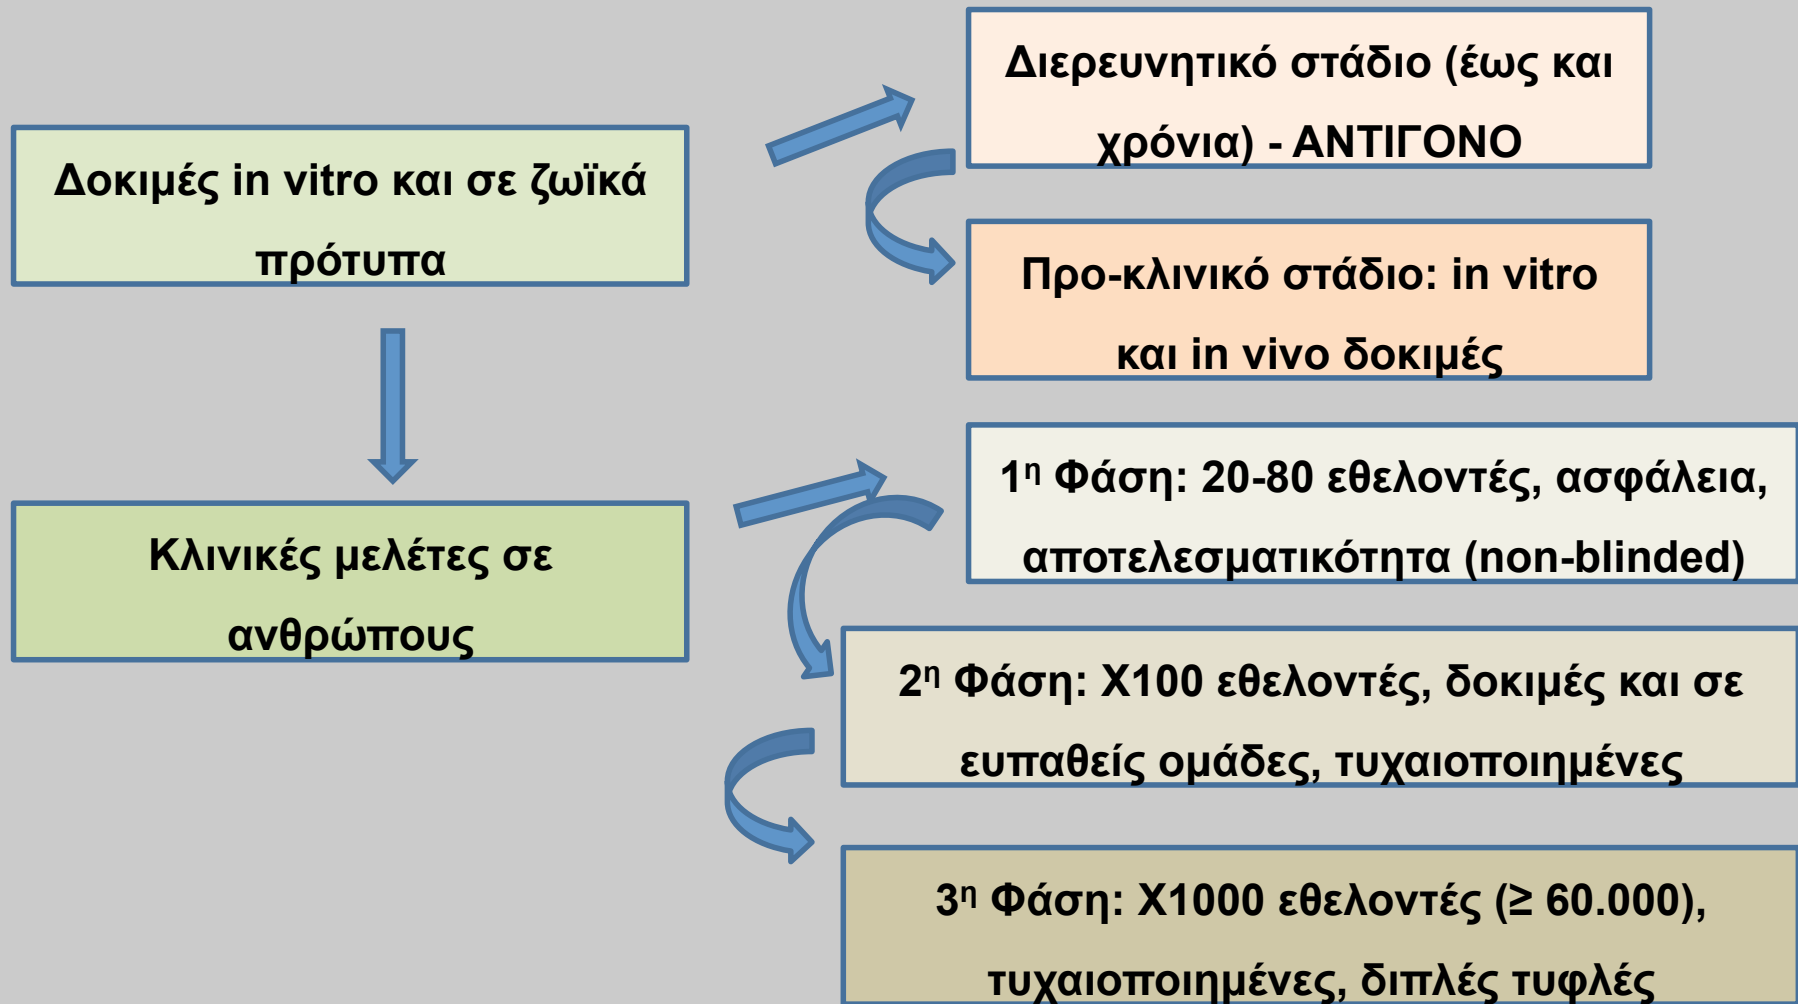 Διερευνητικό στάδιο (έως και
χρόνια) - ΑΝΤΙΓΟΝΟ
Δοκιμές in vitro και σε ζωϊκά
πρότυπα
Προ-κλινικό στάδιο: in vitro
και in vivo δοκιμές
1η Φάση: 20-80 εθελοντές, ασφάλεια,
αποτελεσματικότητα (non-blinded)
Κλινικές μελέτες σε
ανθρώπους
2η Φάση: Χ100 εθελοντές, δοκιμές και σε
ευπαθείς ομάδες, τυχαιοποιημένες
3η Φάση: Χ1000 εθελοντές (≥ 60.000),
τυχαιοποιημένες, διπλές τυφλές